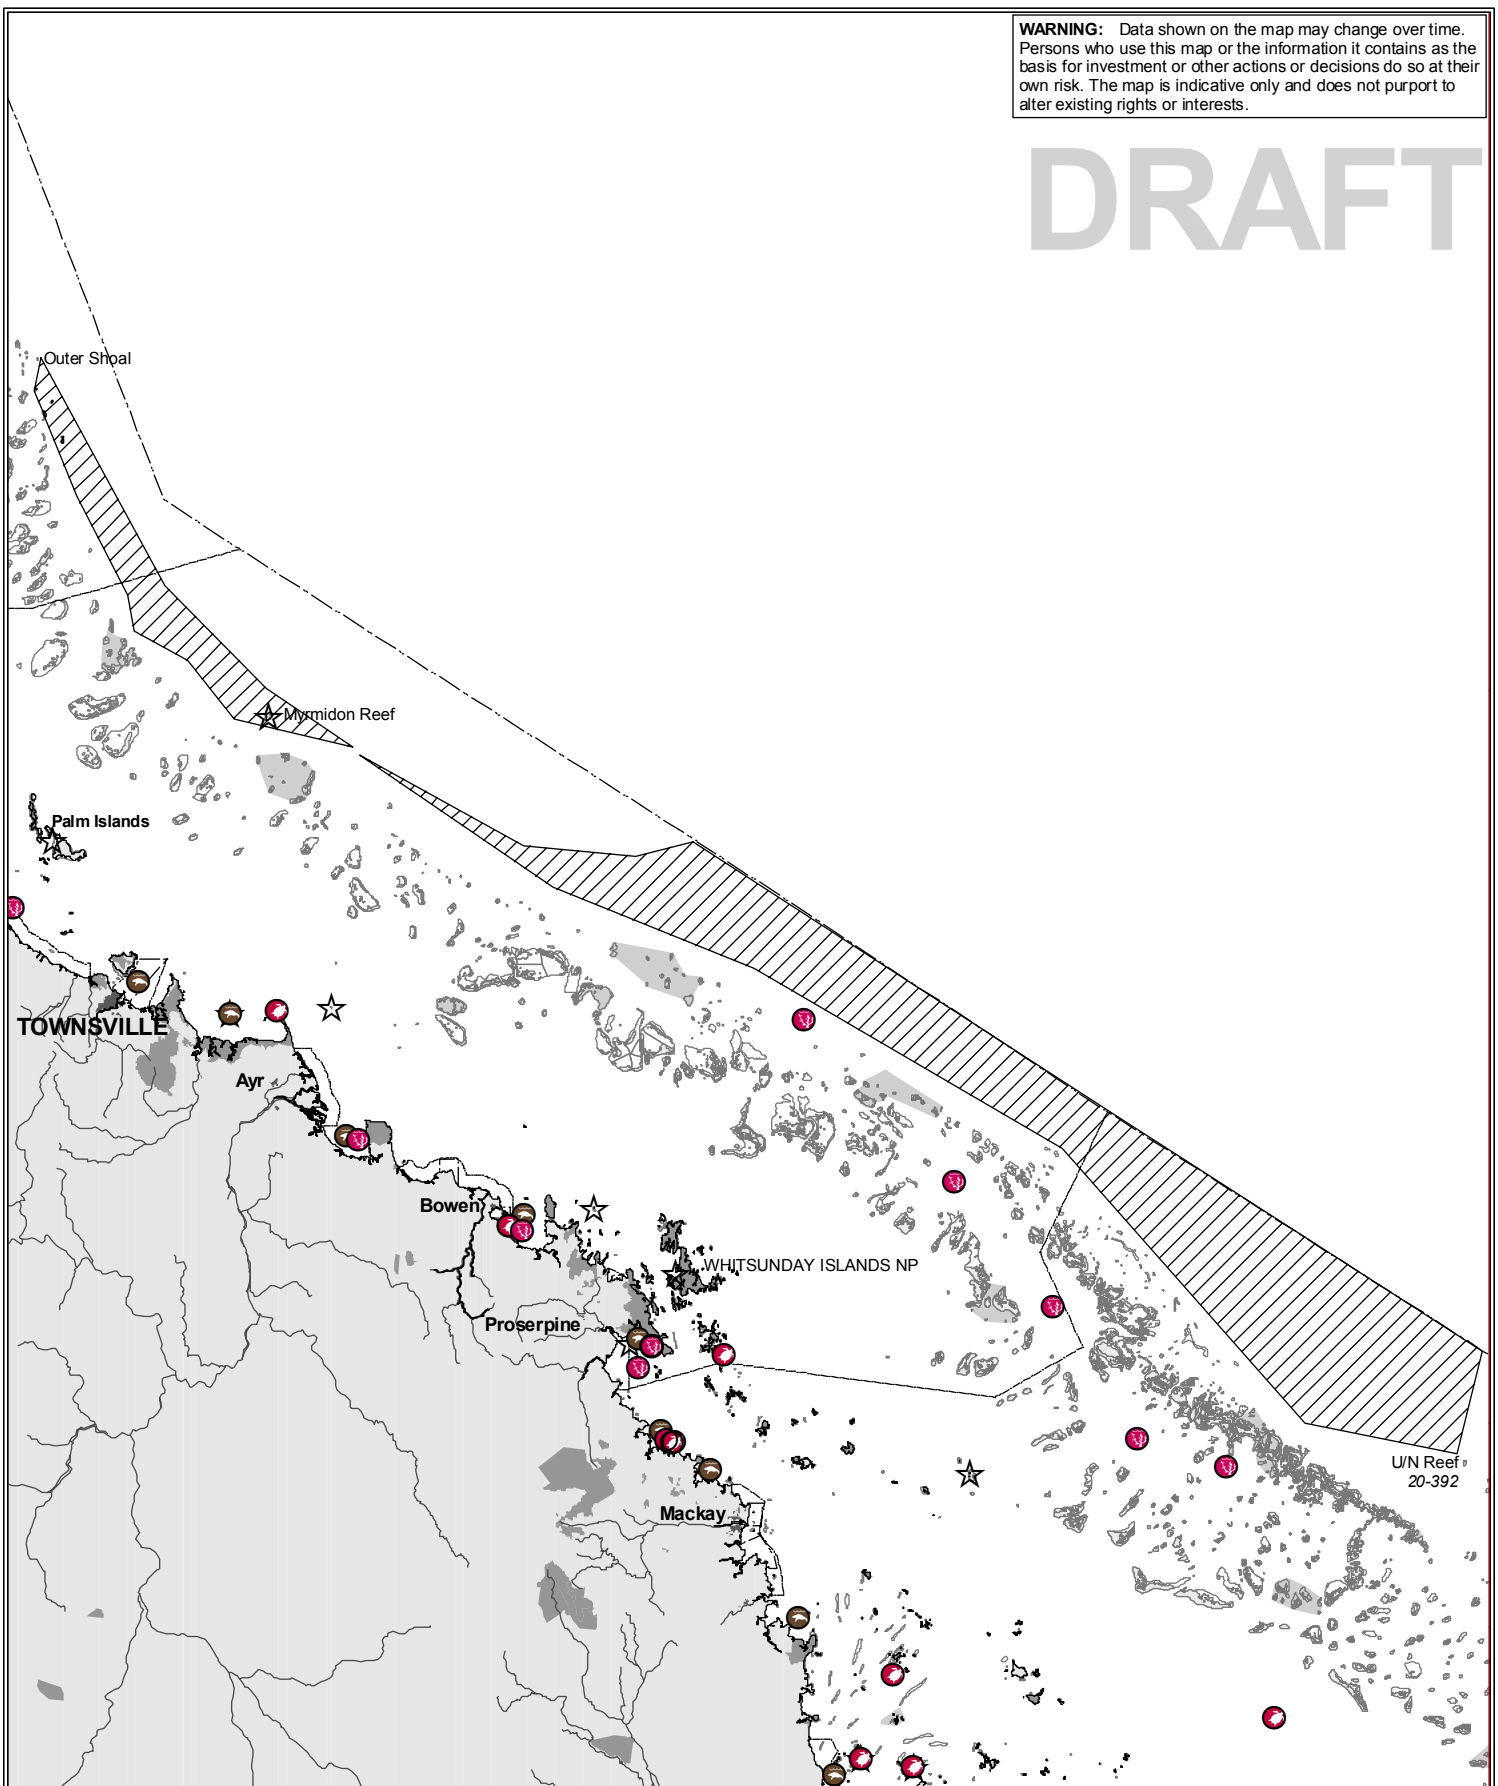 WARNING: Data shown on the map may change over time.
Persons who use this map or the information it contains as the
basis for investment or other actions or decisions do so at their
own risk. The map is indicative only and does not purport to
alter existing rights or interests.
DRAFT
Outer Shoal
Myrmidon Reef
Palm Islands
TOWNSVILLE
Ayr
Bowen
WHITSUNDAY ISLANDS NP
Proserpine
U/N Reef
20-392
Mackay